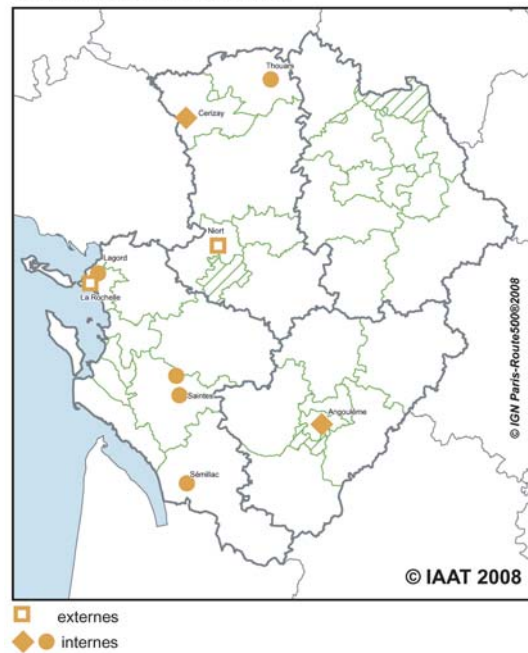 Thouars
Cerizay
Niort
Lagord
La Rochelle
Saintes
Angoulême
Sémillac
© IGN Paris-Route500®2008
© IAAT 2008
externes
internes